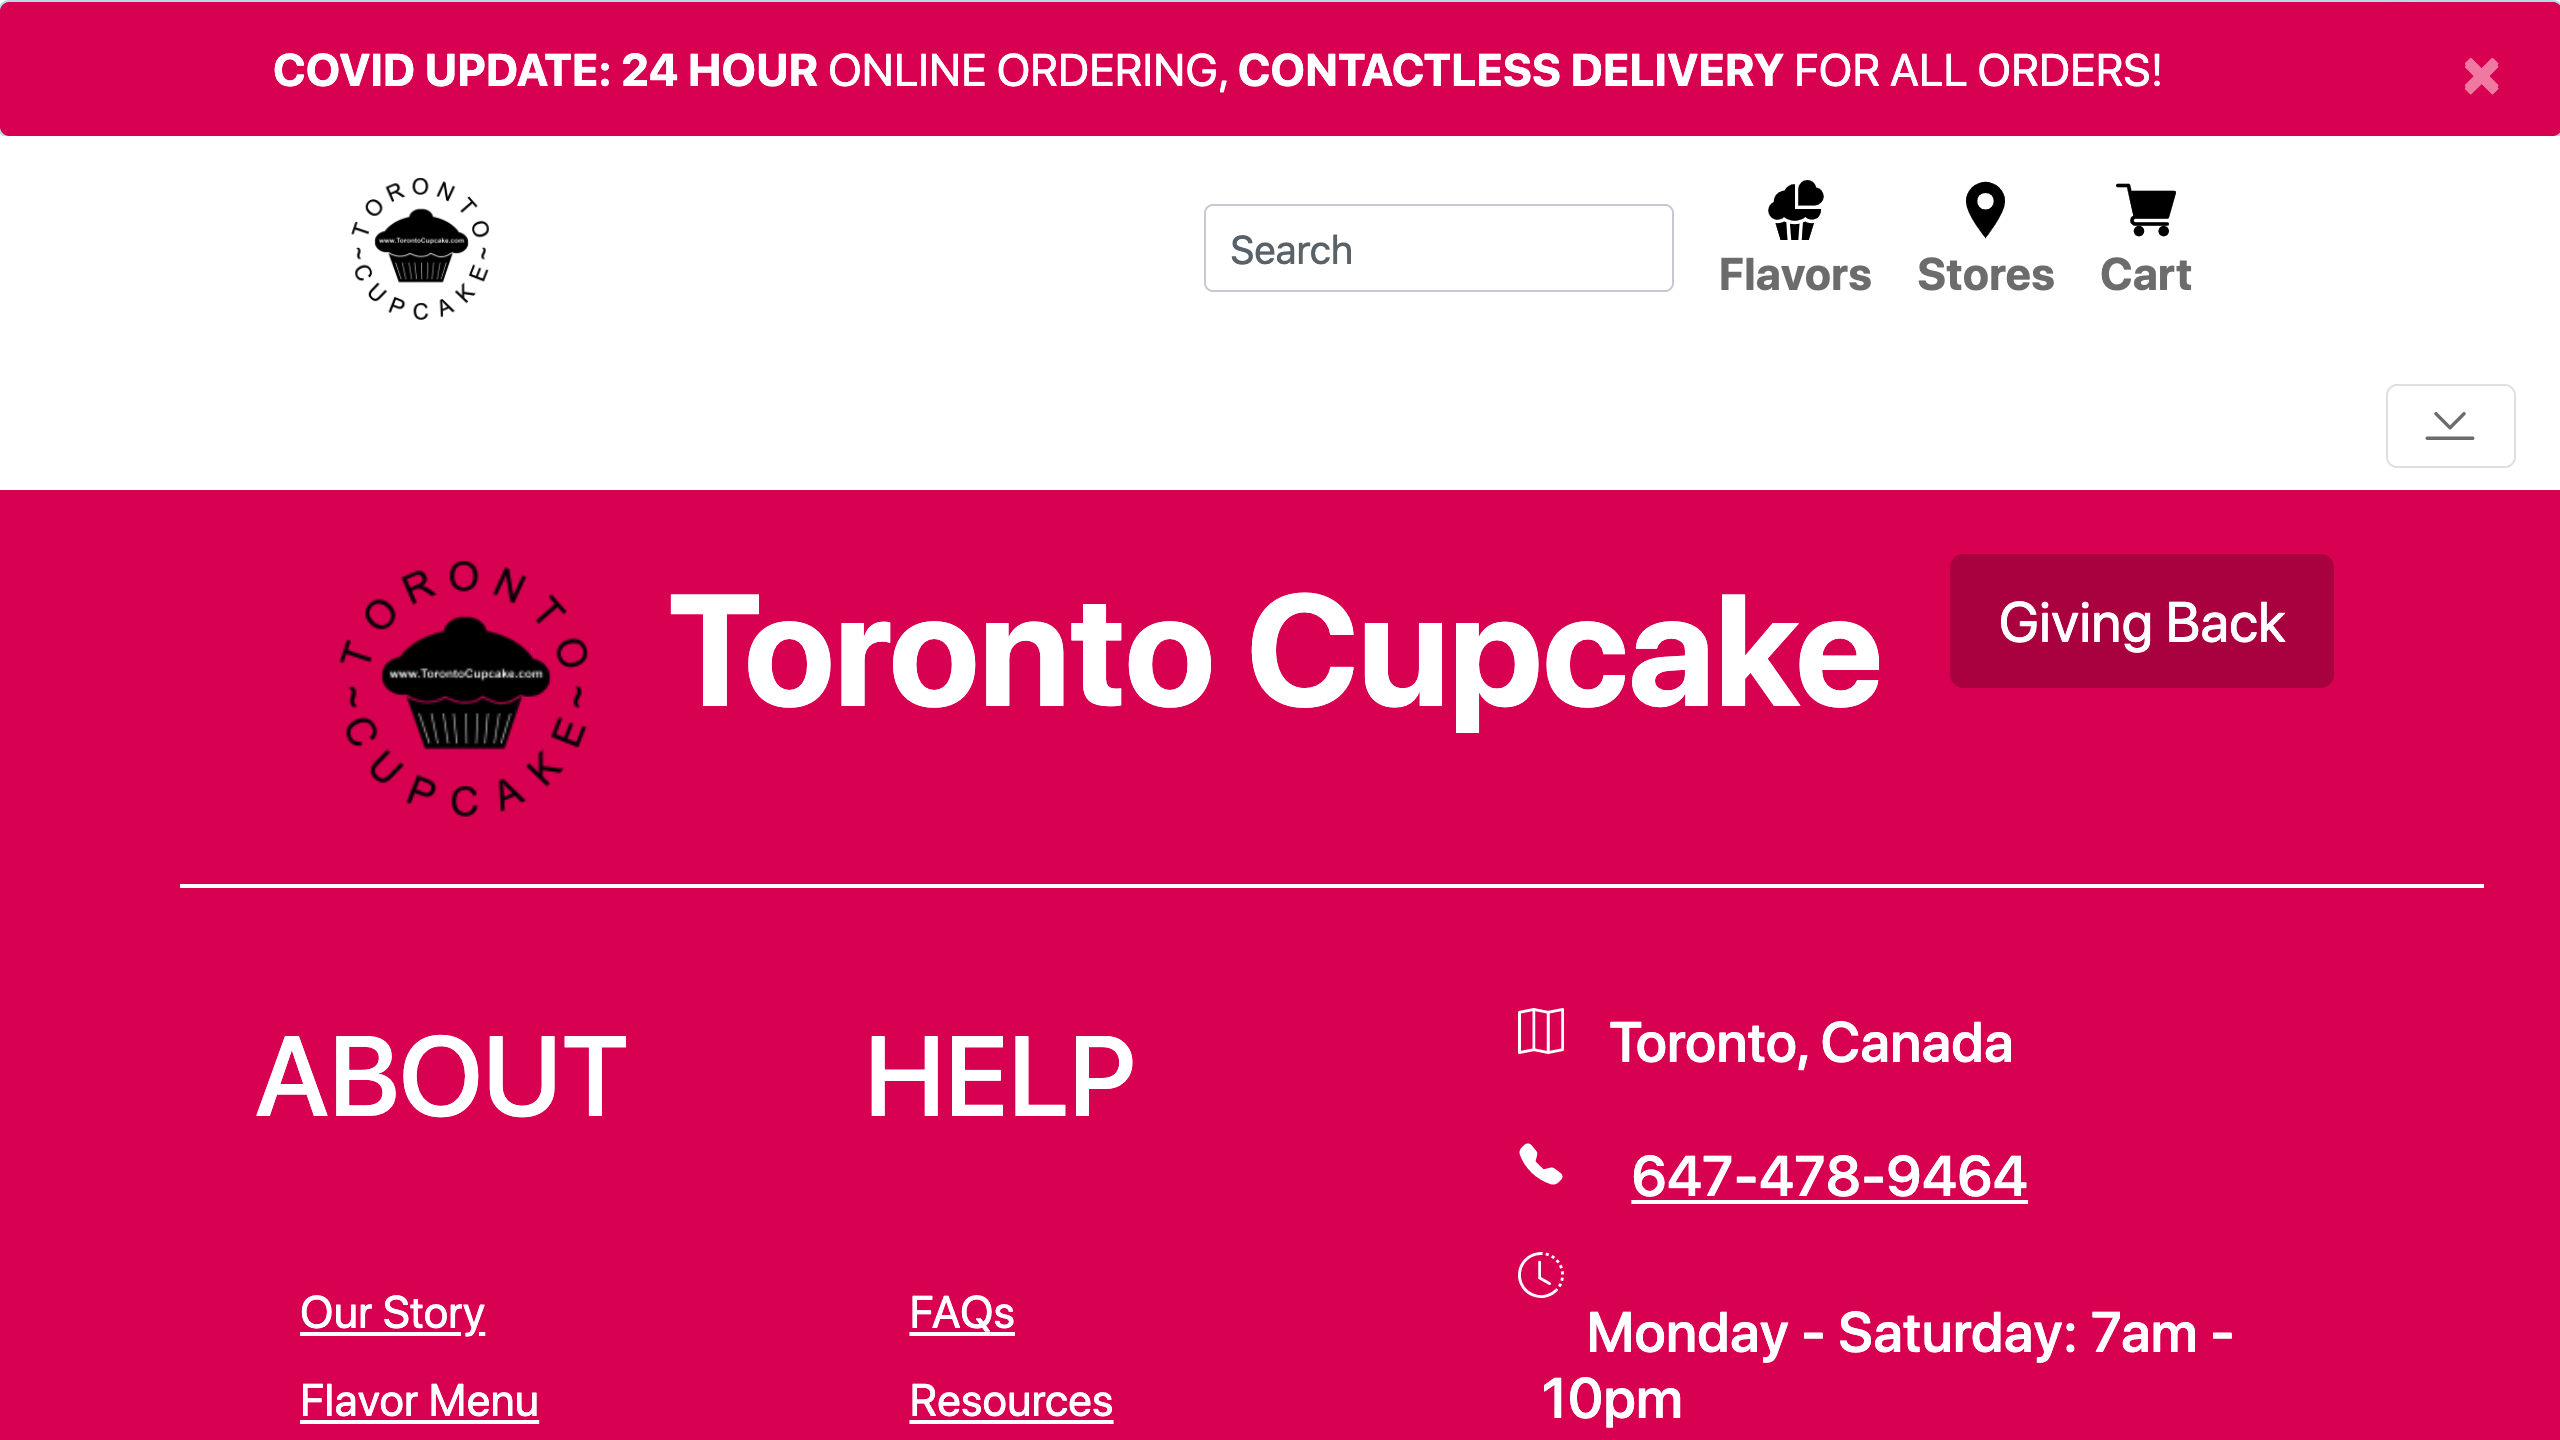 COVID UPDATE: 24 HOUR ONLINE ORDERING, CONTACTLESS DELIVERY FOR ALL ORDERS!
TORONTO
www.TorontoCupcake.com
~CUPCAKE~
Search
Flavors
Stores
Cart
TORONTO
www.TorontoCupcake.com
~CUPCAKE~
Toronto Cupcake
Giving Back
ABOUT
Our Story
Flavor Menu
HELP
FAQs
Resources
Toronto, Canada
647-478-9464
Monday - Saturday: 7am -
10pm